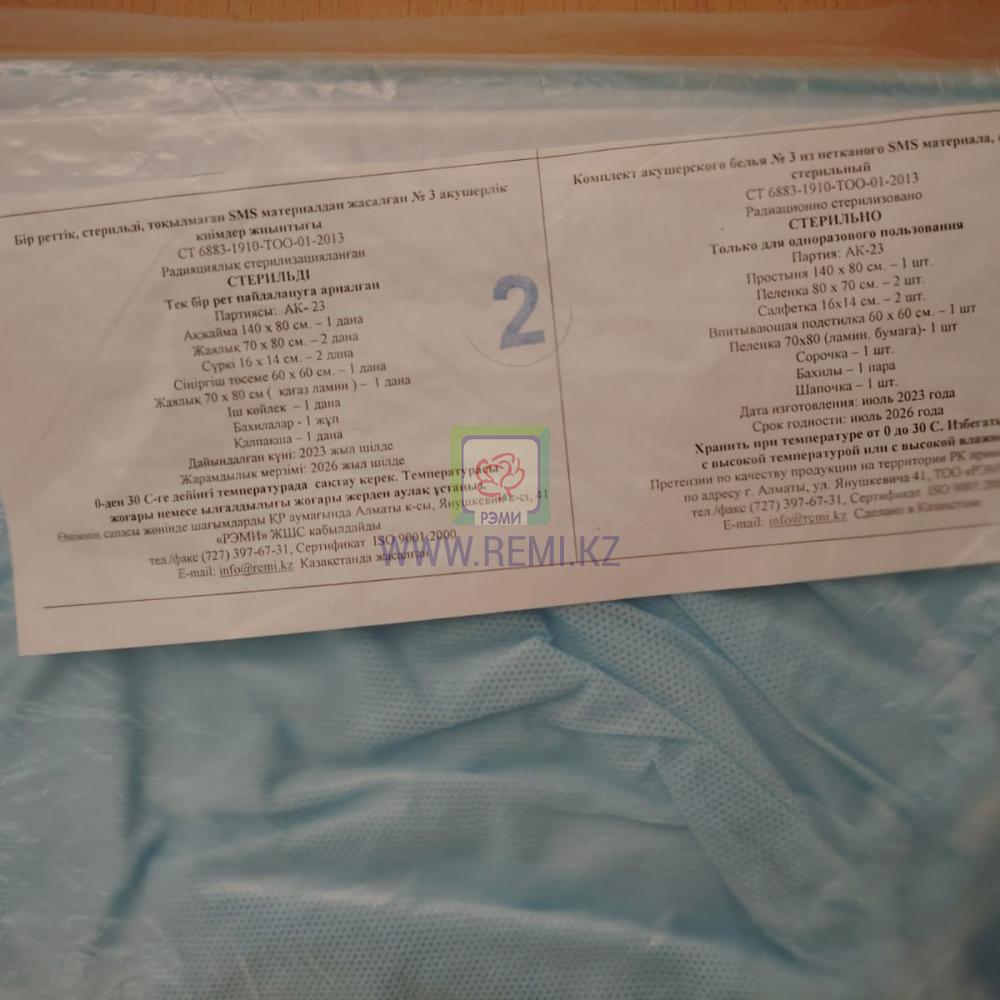 Бір реттік, стерильді, тоқылмаған SMS материалдан жасалған № 3 акушерлік
киімдер жиынтығы
СТ 6883-1910-ТОО-01-2013
Радияциялық стерилизацияланған
СТЕРИЛЬДІ
Тек бір рет пайдалануға арналған
Партиясы: АК- 23
Ақжайма 140 х 80 см. – 1 дана
Жаялық 70 х 80 см. – 2 дана
Сүркі 16 х 14 см. – 2 дана
Сіңіргіш төсеме 60 х 60 см. – 1 дана
Жаялық 70 х 80 см ( қағаз ламин ) – 1 дана
Іш көйлек – 1 дана
Бахилалар - 1 жұп
Қалпақша – 1 дана
Дайындалған күні: 2023 жыл шілде
Жарамдылық мерзімі: 2026 жыл шілде
0-ден 30 С-ге дейінгі температурада сақтау керек. Температурасы
жоғары немесе ылғалдылығы жоғары жерден аулақ ұстаңыз.
Өнімнің сапасы жөнінде шағымдарды ҚР аумағында Алматы к-сы, Янушкевича к-сі, 41
«РЭМИ» ЖШС қабылдайды
тел./факс (727) 397-67-31, Сертификат ISO 9001-2000.
E-mail: info@remi.kz Казақстанда жасалған
2
Комплект акушерского белья № 3 из нетканого SMS материала,
стерильный
СТ 6883-1910-ТОО-01-2013
Радиационно стерилизовано
СТЕРИЛЬНО
Только для одноразового пользования
Партия: АК-23
Простыня 140 х 80 см. – 1 шт.
Пеленка 80 х 70 см. – 2 шт.
Салфетка 16х14 см. – 2 шт.
Впитывающая подстилка 60 х 60 см. – 1 шт
Пеленка 70х80 (ламин. бумага)- 1 шт
Сорочка – 1 шт.
Бахилы – 1 пара
Шапочка – 1 шт.
Дата изготовления: июль 2023 года
Срок годности: июль 2026 года
Хранить при температуре от 0 до 30 С. Избегать
с высокой температурой или с высокой
Претензии по качеству продукции на территории РК
по адресу г. Алматы, ул. Янушкевича 41, ТОО
тел./факс (727) 397-67-31, Сертификат ISO 9001
E-mail: info@remi.kz Сделано в Казахстане
РЭМИ
WWW.REMI.KZ